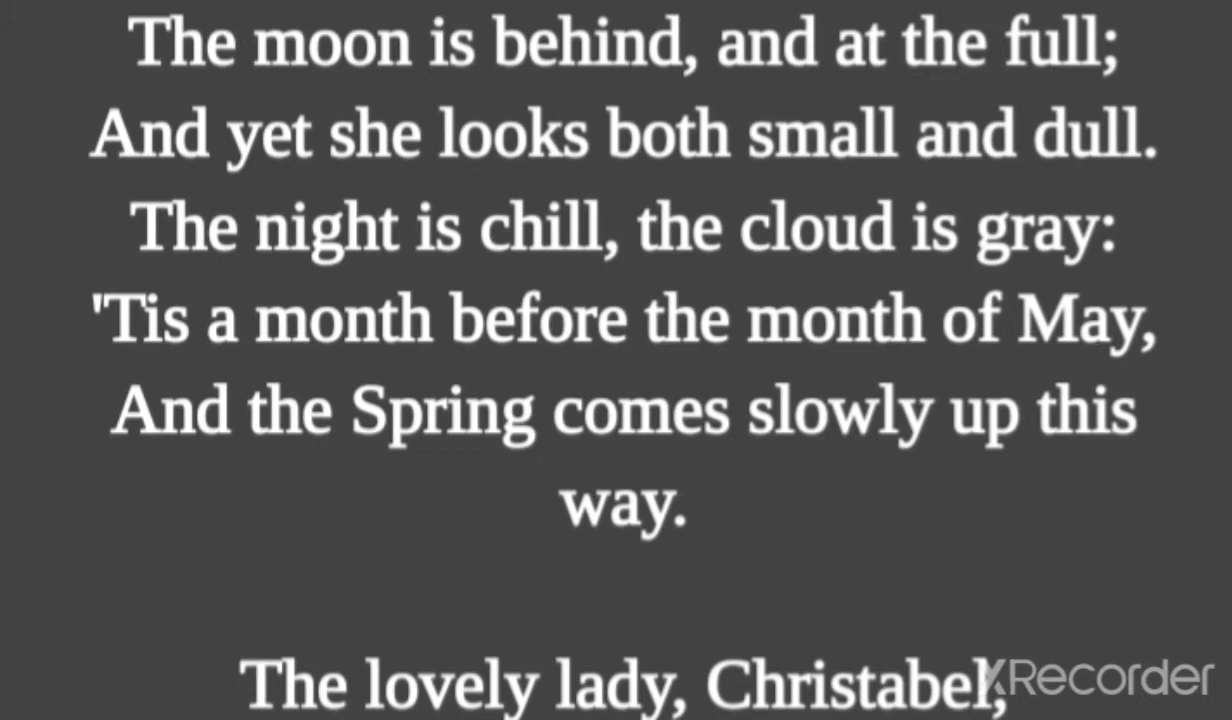 The moon is behind, and at the full;
And yet she looks both small and dull.
The night is chill, the cloud is gray:
'Tis a month before the month of May,
And the Spring comes slowly up this
way.
The lovely lady, Christabel,
XRecorder